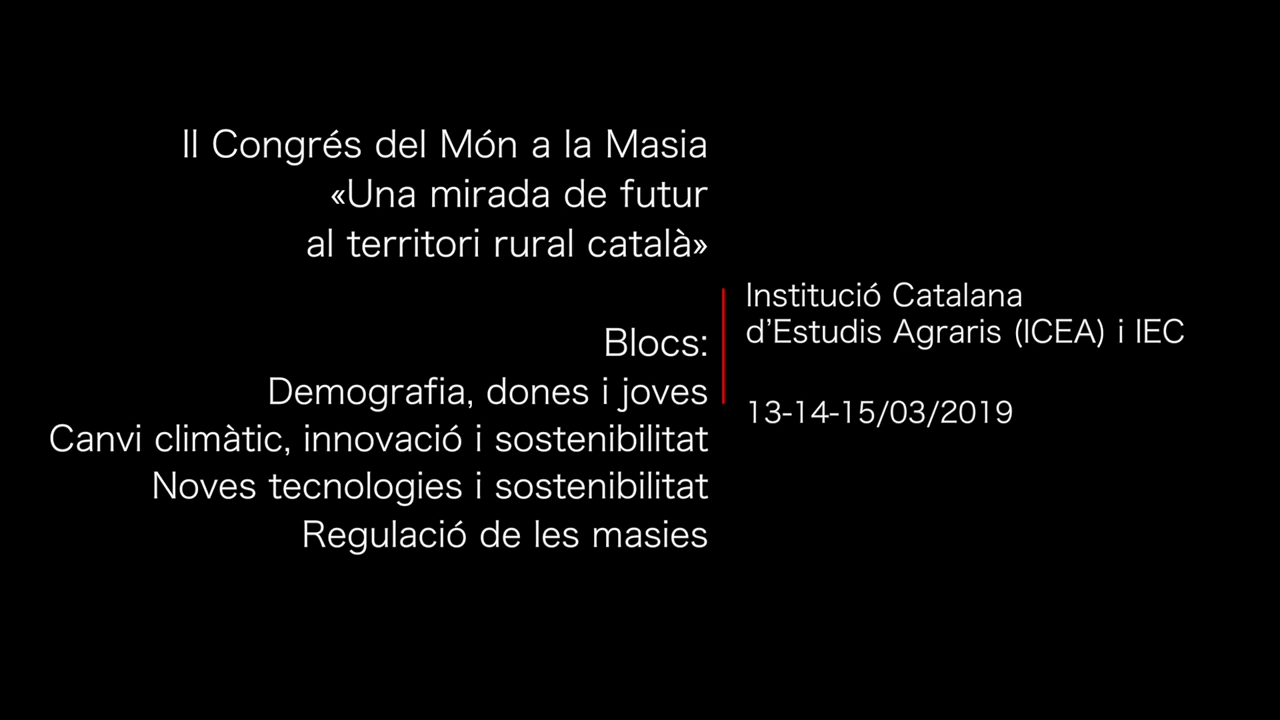 II Congrés del Món a la Masia
«Una mirada de futur
al territori rural català»
Blocs:
Demografia, dones i joves
Canvi climàtic, innovació i sostenibilitat
Noves tecnologies i sostenibilitat
Regulació de les masies
Institució Catalana
d’Estudis Agraris (ICEA) i IEC
13-14-15/03/2019